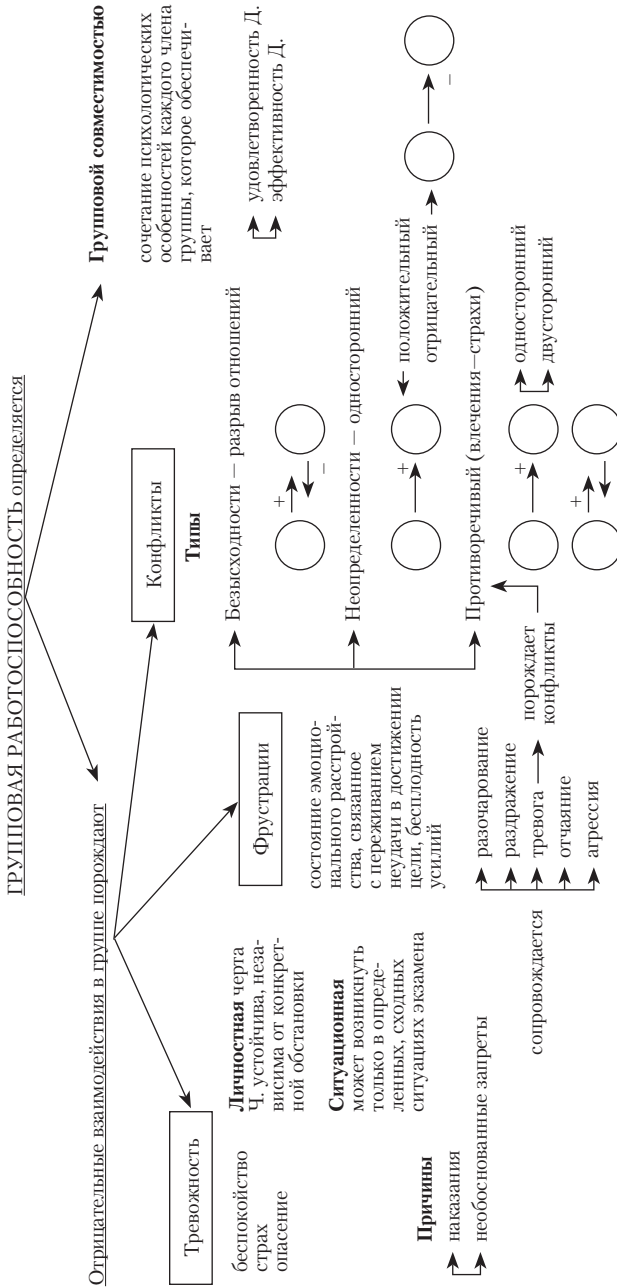 ГРУППОВАЯ РАБОТОСПОСОБНОСТЬ определяется
Отрицательные взаимодействия в группе порождают
Групповой совместимостью
сочетание психологических
особенностей каждого члена
группы, которое обеспечи-
вает
удовлетворенность Д.
эффективность Д.
Тревожность
беспокойство
страх
опасение
Личностная черта
Ч. устойчива, неза-
висима от конкрет-
ной обстановки
Ситуационная
может возникнуть
только в опреде-
ленных, сходных
ситуациях экзамена
Причины
наказания
необоснованные запреты
Фрустрации
состояние эмоцио-
нального расстрой-
ства, связанное
с переживанием
неудачи в достижении
цели, бесплодность
усилий
сопровождается
разочарование
раздражение
тревога
отчаяние
агрессия
порождает
конфликты
Конфликты
Типы
Безысходности – разрыв отношений
+
–
Неопределенности – односторонний
положительный
отрицательный
+
–
Противоречивый (влечения–страхи)
односторонний
двусторонний
+
+
–